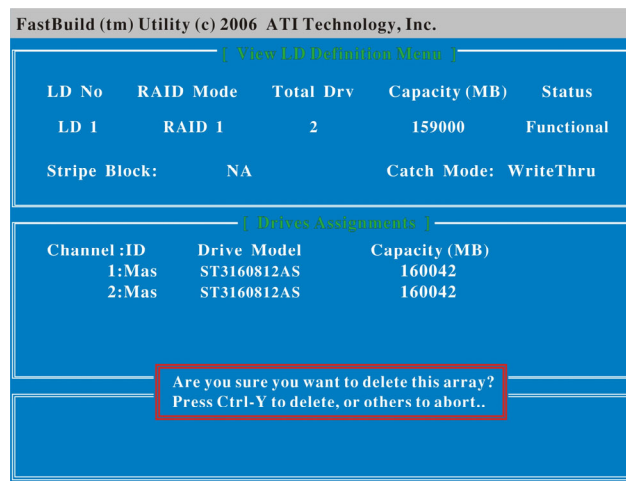 FastBuild (tm) Utility (c) 2006 ATI Technology, Inc.
[ View LD Definition Menu ]
LD No RAID Mode Total Drv Capacity (MB) Status
LD 1 RAID 1 2 159000 Functional
Stripe Block: NA Catch Mode: WriteThru
[ Drives Assignments ]
Channel :ID Drive Model Capacity (MB)
1:Mas ST3160812AS 160042
2:Mas ST3160812AS 160042
Are you sure you want to delete this array?
Press Ctrl-Y to delete, or others to abort..